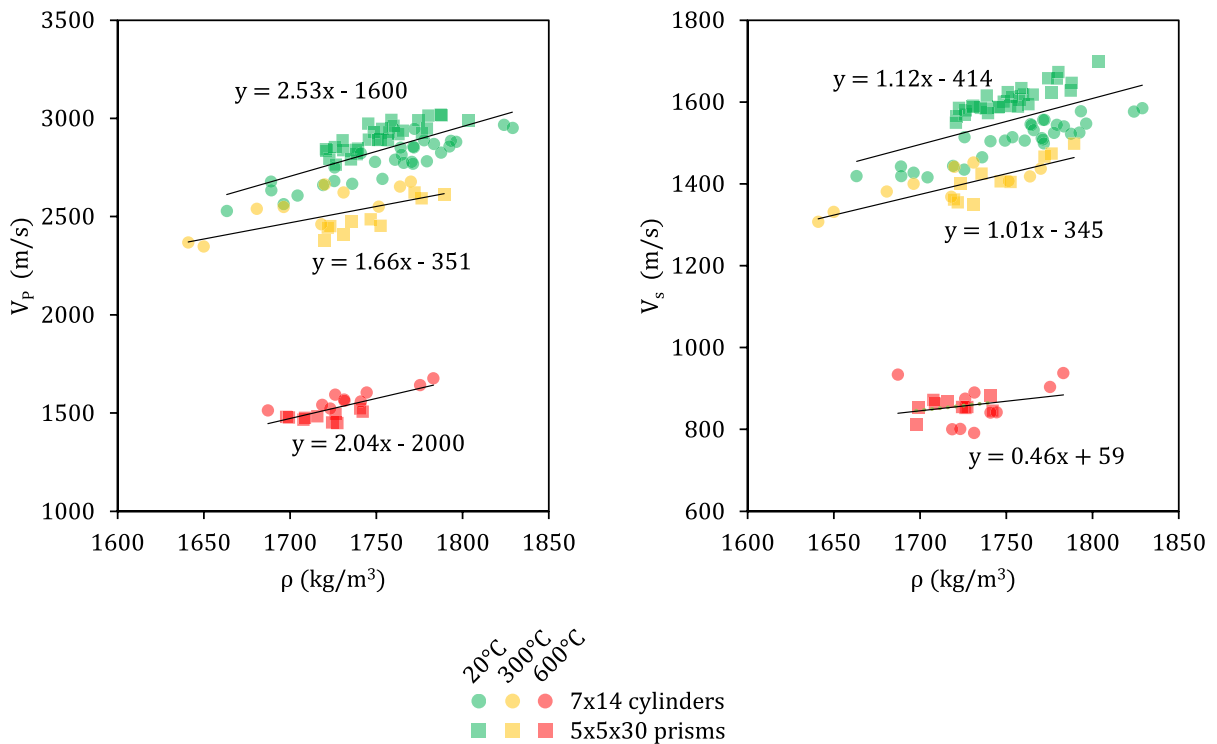 3500
3000
2500
2000
1500
1000
V_P (m/s)
y = 2.53x - 1600
y = 1.66x - 351
y = 2.04x - 2000
1600 1650 1700 1750 1800 1850
ρ (kg/m³)
1800
1600
1400
1200
1000
800
600
V_s (m/s)
y = 1.12x - 414
y = 1.01x - 345
y = 0.46x + 59
1600 1650 1700 1750 1800 1850
ρ (kg/m³)
20°C 300°C 600°C
7x14 cylinders
5x5x30 prisms